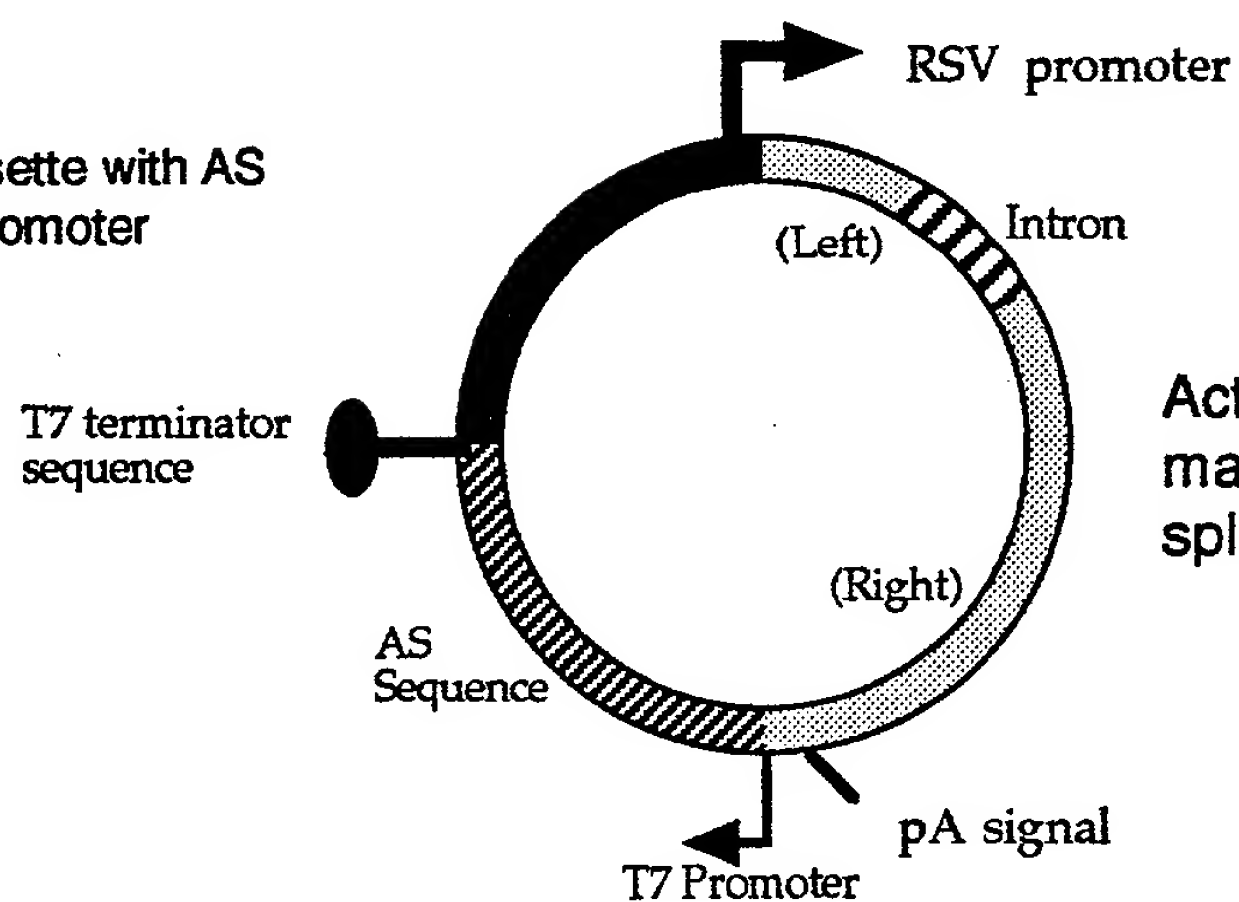 RSV promoter
sette with AS
omoter
(Left)
Intron
T7 terminator
sequence
Act
ma
spl
(Right)
AS
Sequence
pA signal
T7 Promoter